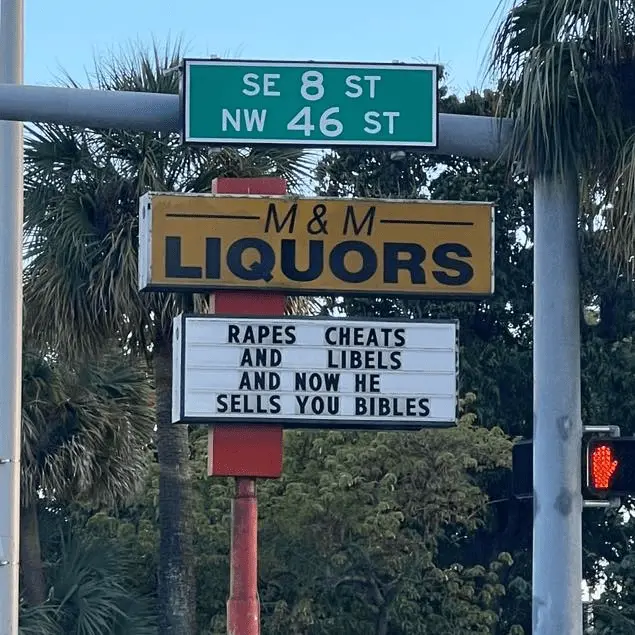 SE 8 ST
NW 46 ST
M & M
LIQUORS
RAPES CHEATS
AND LIBELS
AND NOW HE
SELLS YOU BIBLES